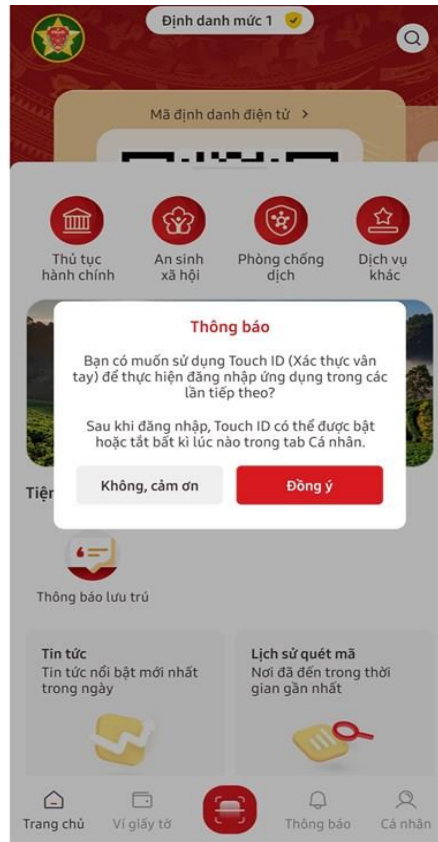 Định danh mức 1
Mã định danh điện tử >
Thủ tục
hành chính
An sinh
xã hội
Phòng chống
dịch
Dịch vụ
khác
Thông báo
Bạn có muốn sử dụng Touch ID (Xác thực vân
tay) để thực hiện đăng nhập ứng dụng trong các
lần tiếp theo?
Sau khi đăng nhập, Touch ID có thể được bật
hoặc tắt bất kì lúc nào trong tab Cá nhân.
Không, cảm ơn
Đồng ý
Thông báo lưu trú
Tin tức
Tin tức nổi bật mới nhất
trong ngày
Lịch sử quét mã
Nơi đã đến trong thời
gian gần nhất
Trang chủ
Ví giấy tờ
Thông báo
Cá nhân